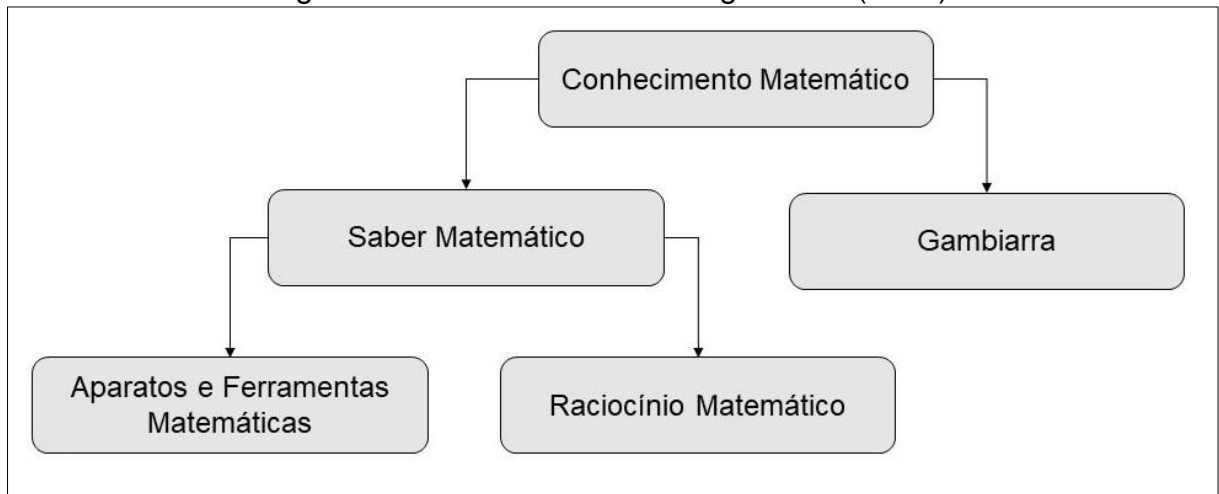 Conhecimento Matemático
Saber Matemático
Gambiarra
Aparatos e Ferramentas
Matemáticas
Raciocínio Matemático